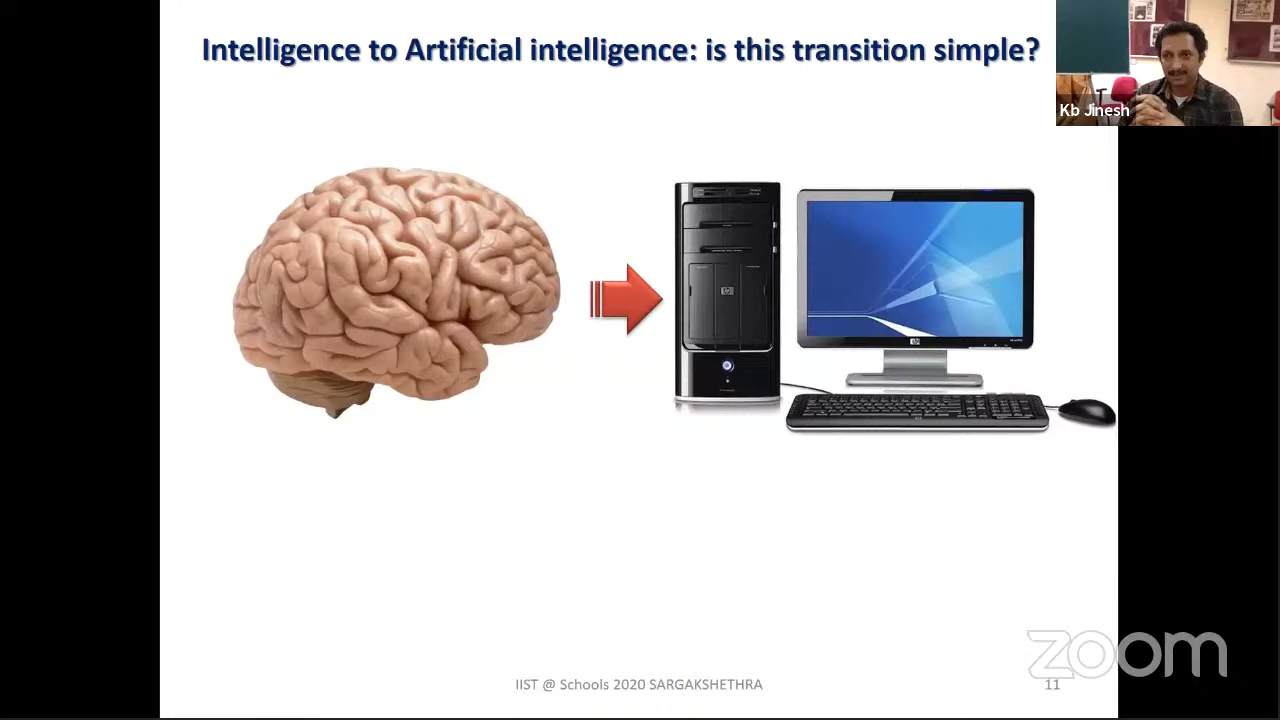 Intelligence to Artificial intelligence: is this transition simple?
Kb Jinesh
IIST @ Schools 2020 SARGAKSHETHRA
11
zoom